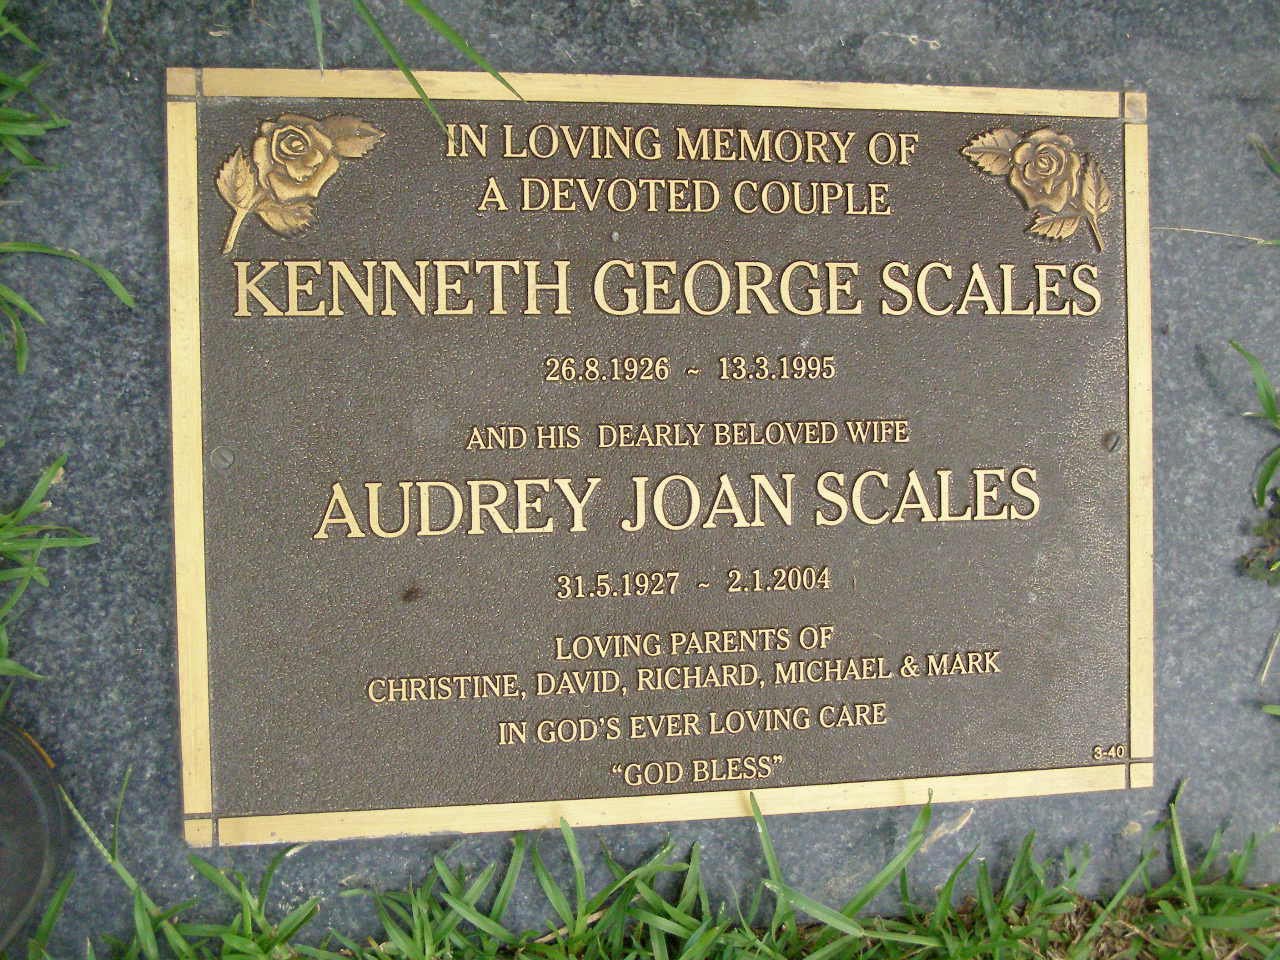 IN LOVING MEMORY OF
A DEVOTED COUPLE
KENNETH GEORGE SCALES
26.8.1926 ~ 13.3.1995
AND HIS DEARLY BELOVED WIFE
AUDREY JOAN SCALES
31.5.1927 ~ 2.1.2004
LOVING PARENTS OF
CHRISTINE, DAVID, RICHARD, MICHAEL & MARK
IN GOD'S EVER LOVING CARE
"GOD BLESS"
3-40